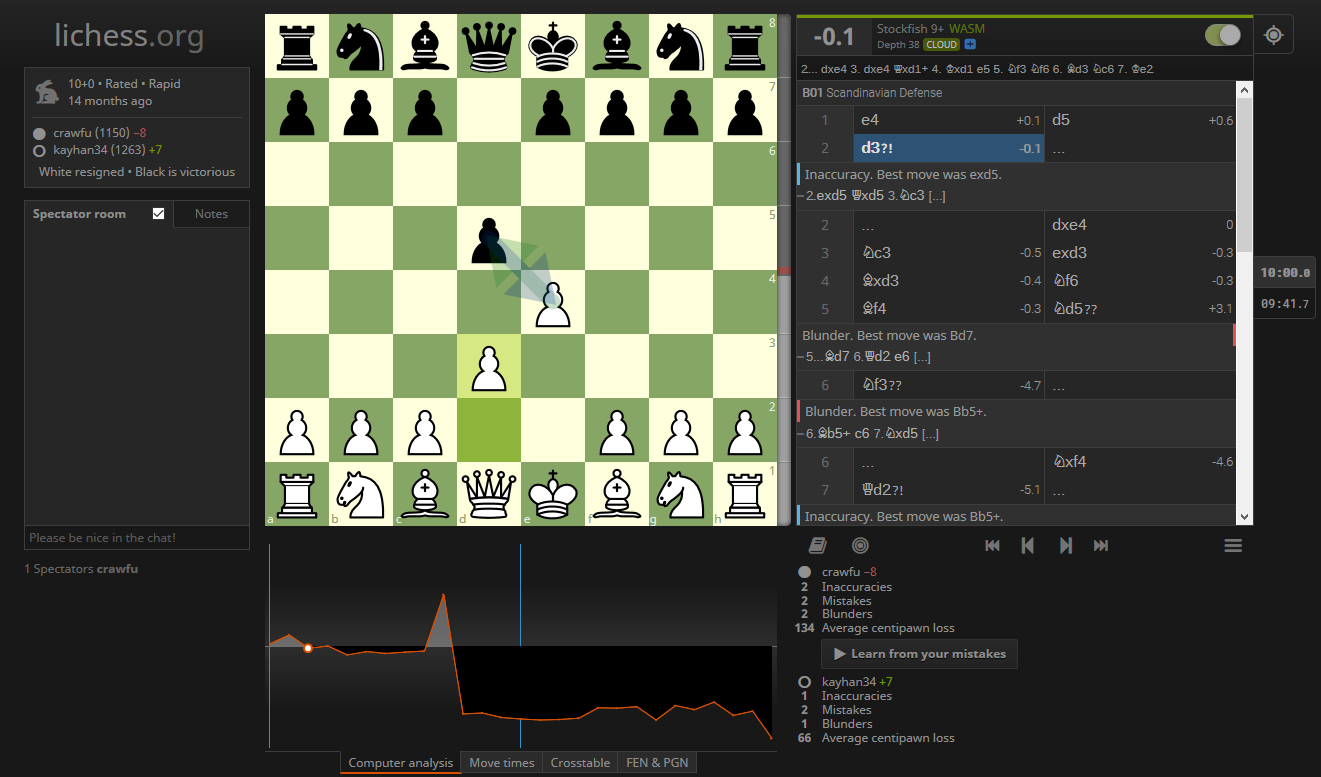 lichess.org
10+0 • Rated • Rapid
14 months ago
crawfu (1150) −8
kayhan34 (1263) +7
White resigned • Black is victorious
Spectator room
Notes
Please be nice in the chat!
1 Spectators crawfu
8
7
6
5
4
3
2
1
a b c d e f g h
-0.1
Stockfish 9+ WASM
Depth 38 CLOUD
2... dxe4 3. dxe4 ♕xd1+ 4. ♔xd1 e5 5. ♘f3 ♘f6 6. ♗d3 ♘c6 7. ♔e2
B01 Scandinavian Defense
1 e4 +0.1 d5 +0.6
2 d3?! -0.1 ...
Inaccuracy. Best move was exd5.
2.exd5 ♕xd5 3.♘c3 [...]
2 ... dxe4 0
3 ♘c3 -0.5 exd3 -0.3
4 ♗xd3 -0.4 ♘f6 -0.3
5 ♗f4 -0.3 ♘d5?? +3.1
Blunder. Best move was Bd7.
5...♗d7 6.♕d2 e6 [...]
6 ♘f3?? -4.7 ...
Blunder. Best move was Bb5+.
6.♗b5+ c6 7.♘xd5 [...]
6 ... ♘xf4 -4.6
7 ♕d2?! -5.1 ...
Inaccuracy. Best move was Bb5+.
10:00.0
09:41.7
crawfu −8
2 Inaccuracies
2 Mistakes
2 Blunders
134 Average centipawn loss
Learn from your mistakes
kayhan34 +7
1 Inaccuracies
2 Mistakes
1 Blunders
66 Average centipawn loss
Computer analysis
Move times
Crosstable
FEN & PGN